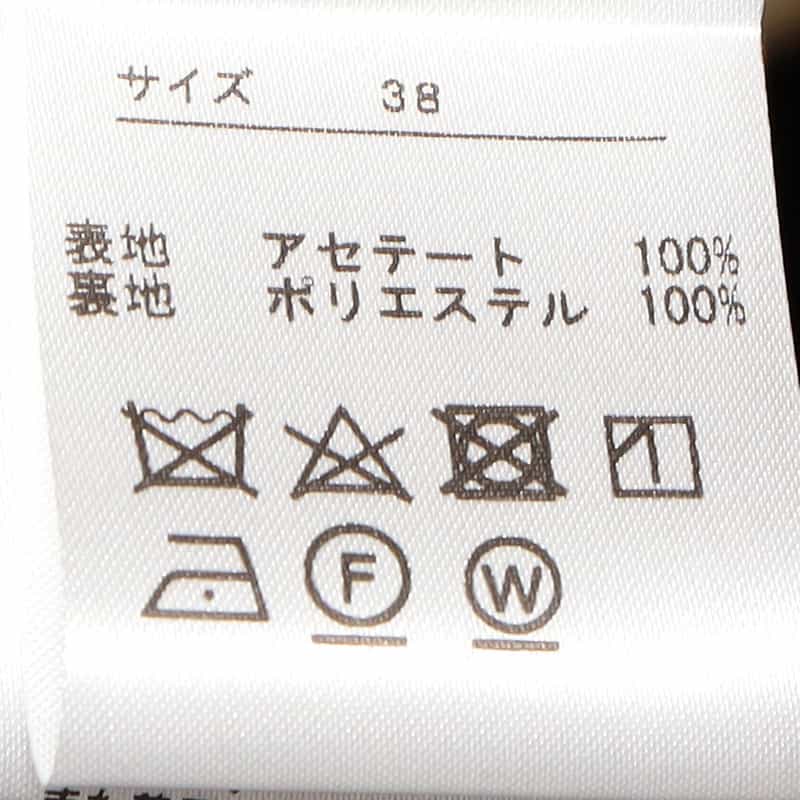 サイズ 38
表地 アセテート 100%
裏地 ポリエステル 100%
F W